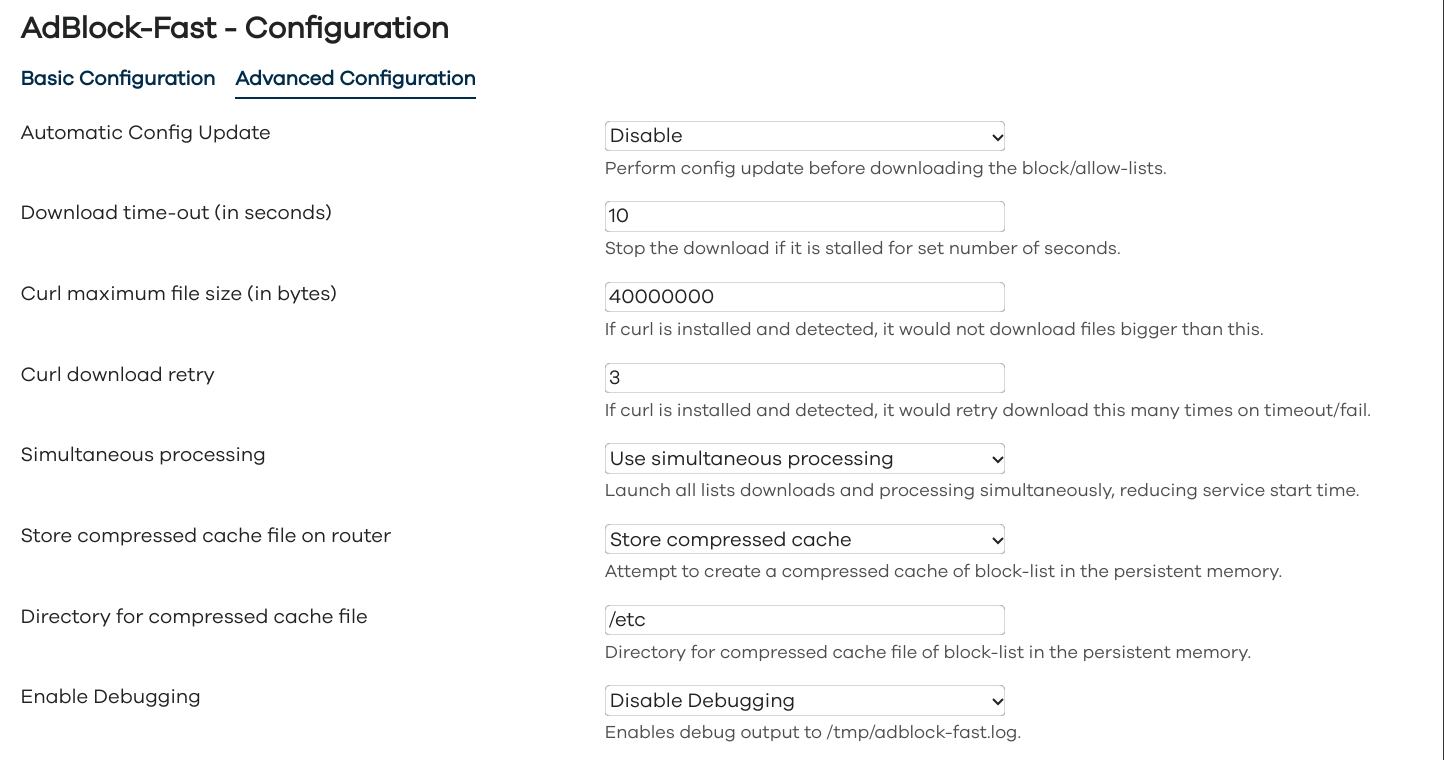 AdBlock-Fast - Configuration
Basic Configuration Advanced Configuration
Automatic Config Update
Disable
Perform config update before downloading the block/allow-lists.
Download time-out (in seconds)
10
Stop the download if it is stalled for set number of seconds.
Curl maximum file size (in bytes)
40000000
If curl is installed and detected, it would not download files bigger than this.
Curl download retry
3
If curl is installed and detected, it would retry download this many times on timeout/fail.
Simultaneous processing
Use simultaneous processing
Launch all lists downloads and processing simultaneously, reducing service start time.
Store compressed cache file on router
Store compressed cache
Attempt to create a compressed cache of block-list in the persistent memory.
Directory for compressed cache file
/etc
Directory for compressed cache file of block-list in the persistent memory.
Enable Debugging
Disable Debugging
Enables debug output to /tmp/adblock-fast.log.